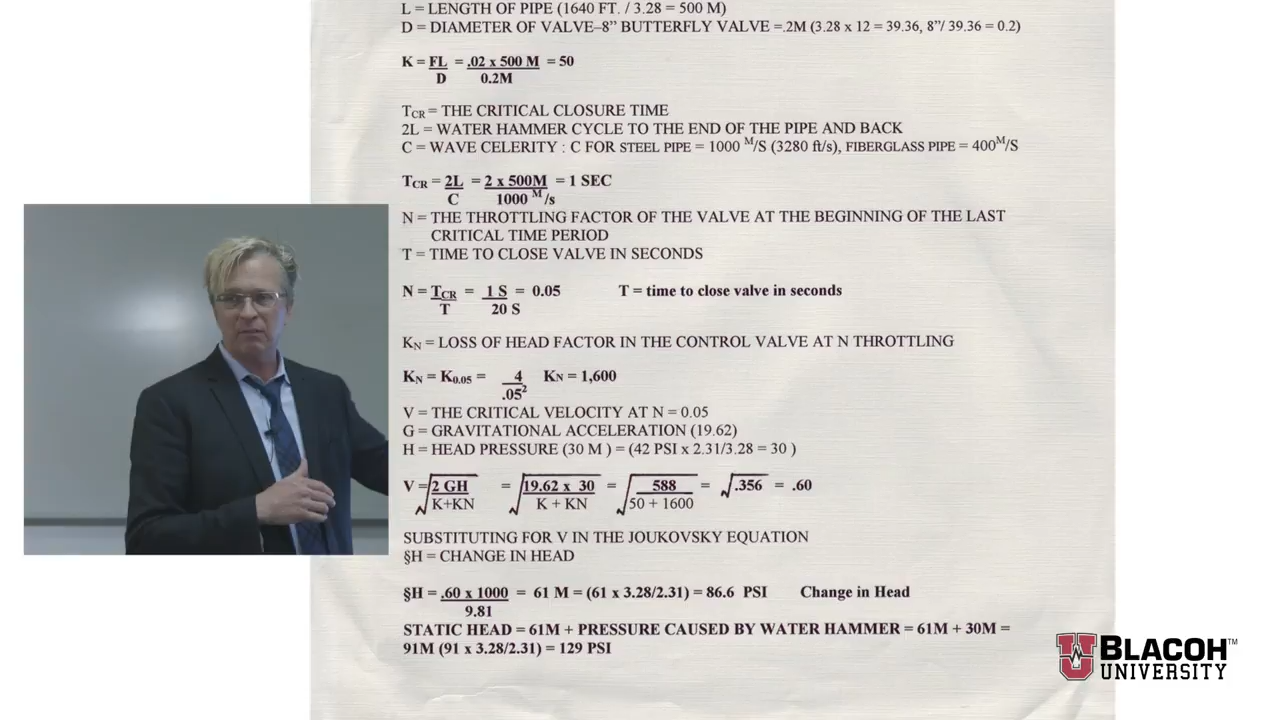 L = LENGTH OF PIPE (1640 FT. / 3.28 = 500 M)
D = DIAMETER OF VALVE–8” BUTTERFLY VALVE =.2M (3.28 x 12 = 39.36, 8”/ 39.36 = 0.2)
K = FL = .02 x 500 M = 50
D 0.2M
TCR = THE CRITICAL CLOSURE TIME
2L = WATER HAMMER CYCLE TO THE END OF THE PIPE AND BACK
C = WAVE CELERITY : C FOR STEEL PIPE = 1000 M/S (3280 ft/s), FIBERGLASS PIPE = 400M/S
TCR = 2L = 2 x 500M = 1 SEC
C 1000 M/s
N = THE THROTTLING FACTOR OF THE VALVE AT THE BEGINNING OF THE LAST
CRITICAL TIME PERIOD
T = TIME TO CLOSE VALVE IN SECONDS
N = TCR = 1 S = 0.05 T = time to close valve in seconds
T 20 S
KN = LOSS OF HEAD FACTOR IN THE CONTROL VALVE AT N THROTTLING
KN = K0.05 = 4 KN = 1,600
.05²
V = THE CRITICAL VELOCITY AT N = 0.05
G = GRAVITATIONAL ACCELERATION (19.62)
H = HEAD PRESSURE (30 M ) = (42 PSI x 2.31/3.28 = 30 )
V = √2 GH = √19.62 x 30 = √588 = √.356 = .60
K+KN K + KN 50 + 1600
SUBSTITUTING FOR V IN THE JOUKOVSKY EQUATION
§H = CHANGE IN HEAD
§H = .60 x 1000 = 61 M = (61 x 3.28/2.31) = 86.6 PSI Change in Head
9.81
STATIC HEAD = 61M + PRESSURE CAUSED BY WATER HAMMER = 61M + 30M =
91M (91 x 3.28/2.31) = 129 PSI
BLACOH™
UNIVERSITY